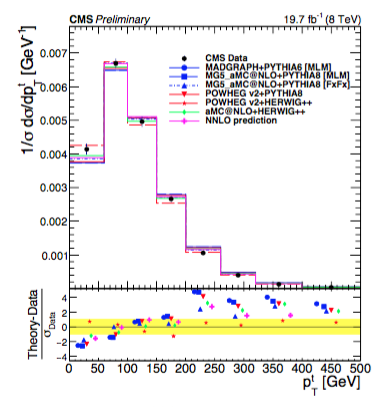 CMS Preliminary 19.7 fb⁻¹ (8 TeV)
1/σ dσ/dpᵗ_T [GeV⁻¹]
0.007
0.006
0.005
0.004
0.003
0.002
0.001
CMS Data
MADGRAPH+PYTHIA6 [MLM]
MG5_aMC@NLO+PYTHIA8 [MLM]
MG5_aMC@NLO+PYTHIA8 [FxFx]
POWHEG v2+PYTHIA8
POWHEG v2+HERWIG++
aMC@NLO+HERWIG++
NNLO prediction
Theory-Data
σ_Data
4
2
0
−2
−4
0 50 100 150 200 250 300 350 400 450 500
pᵗ_T [GeV]